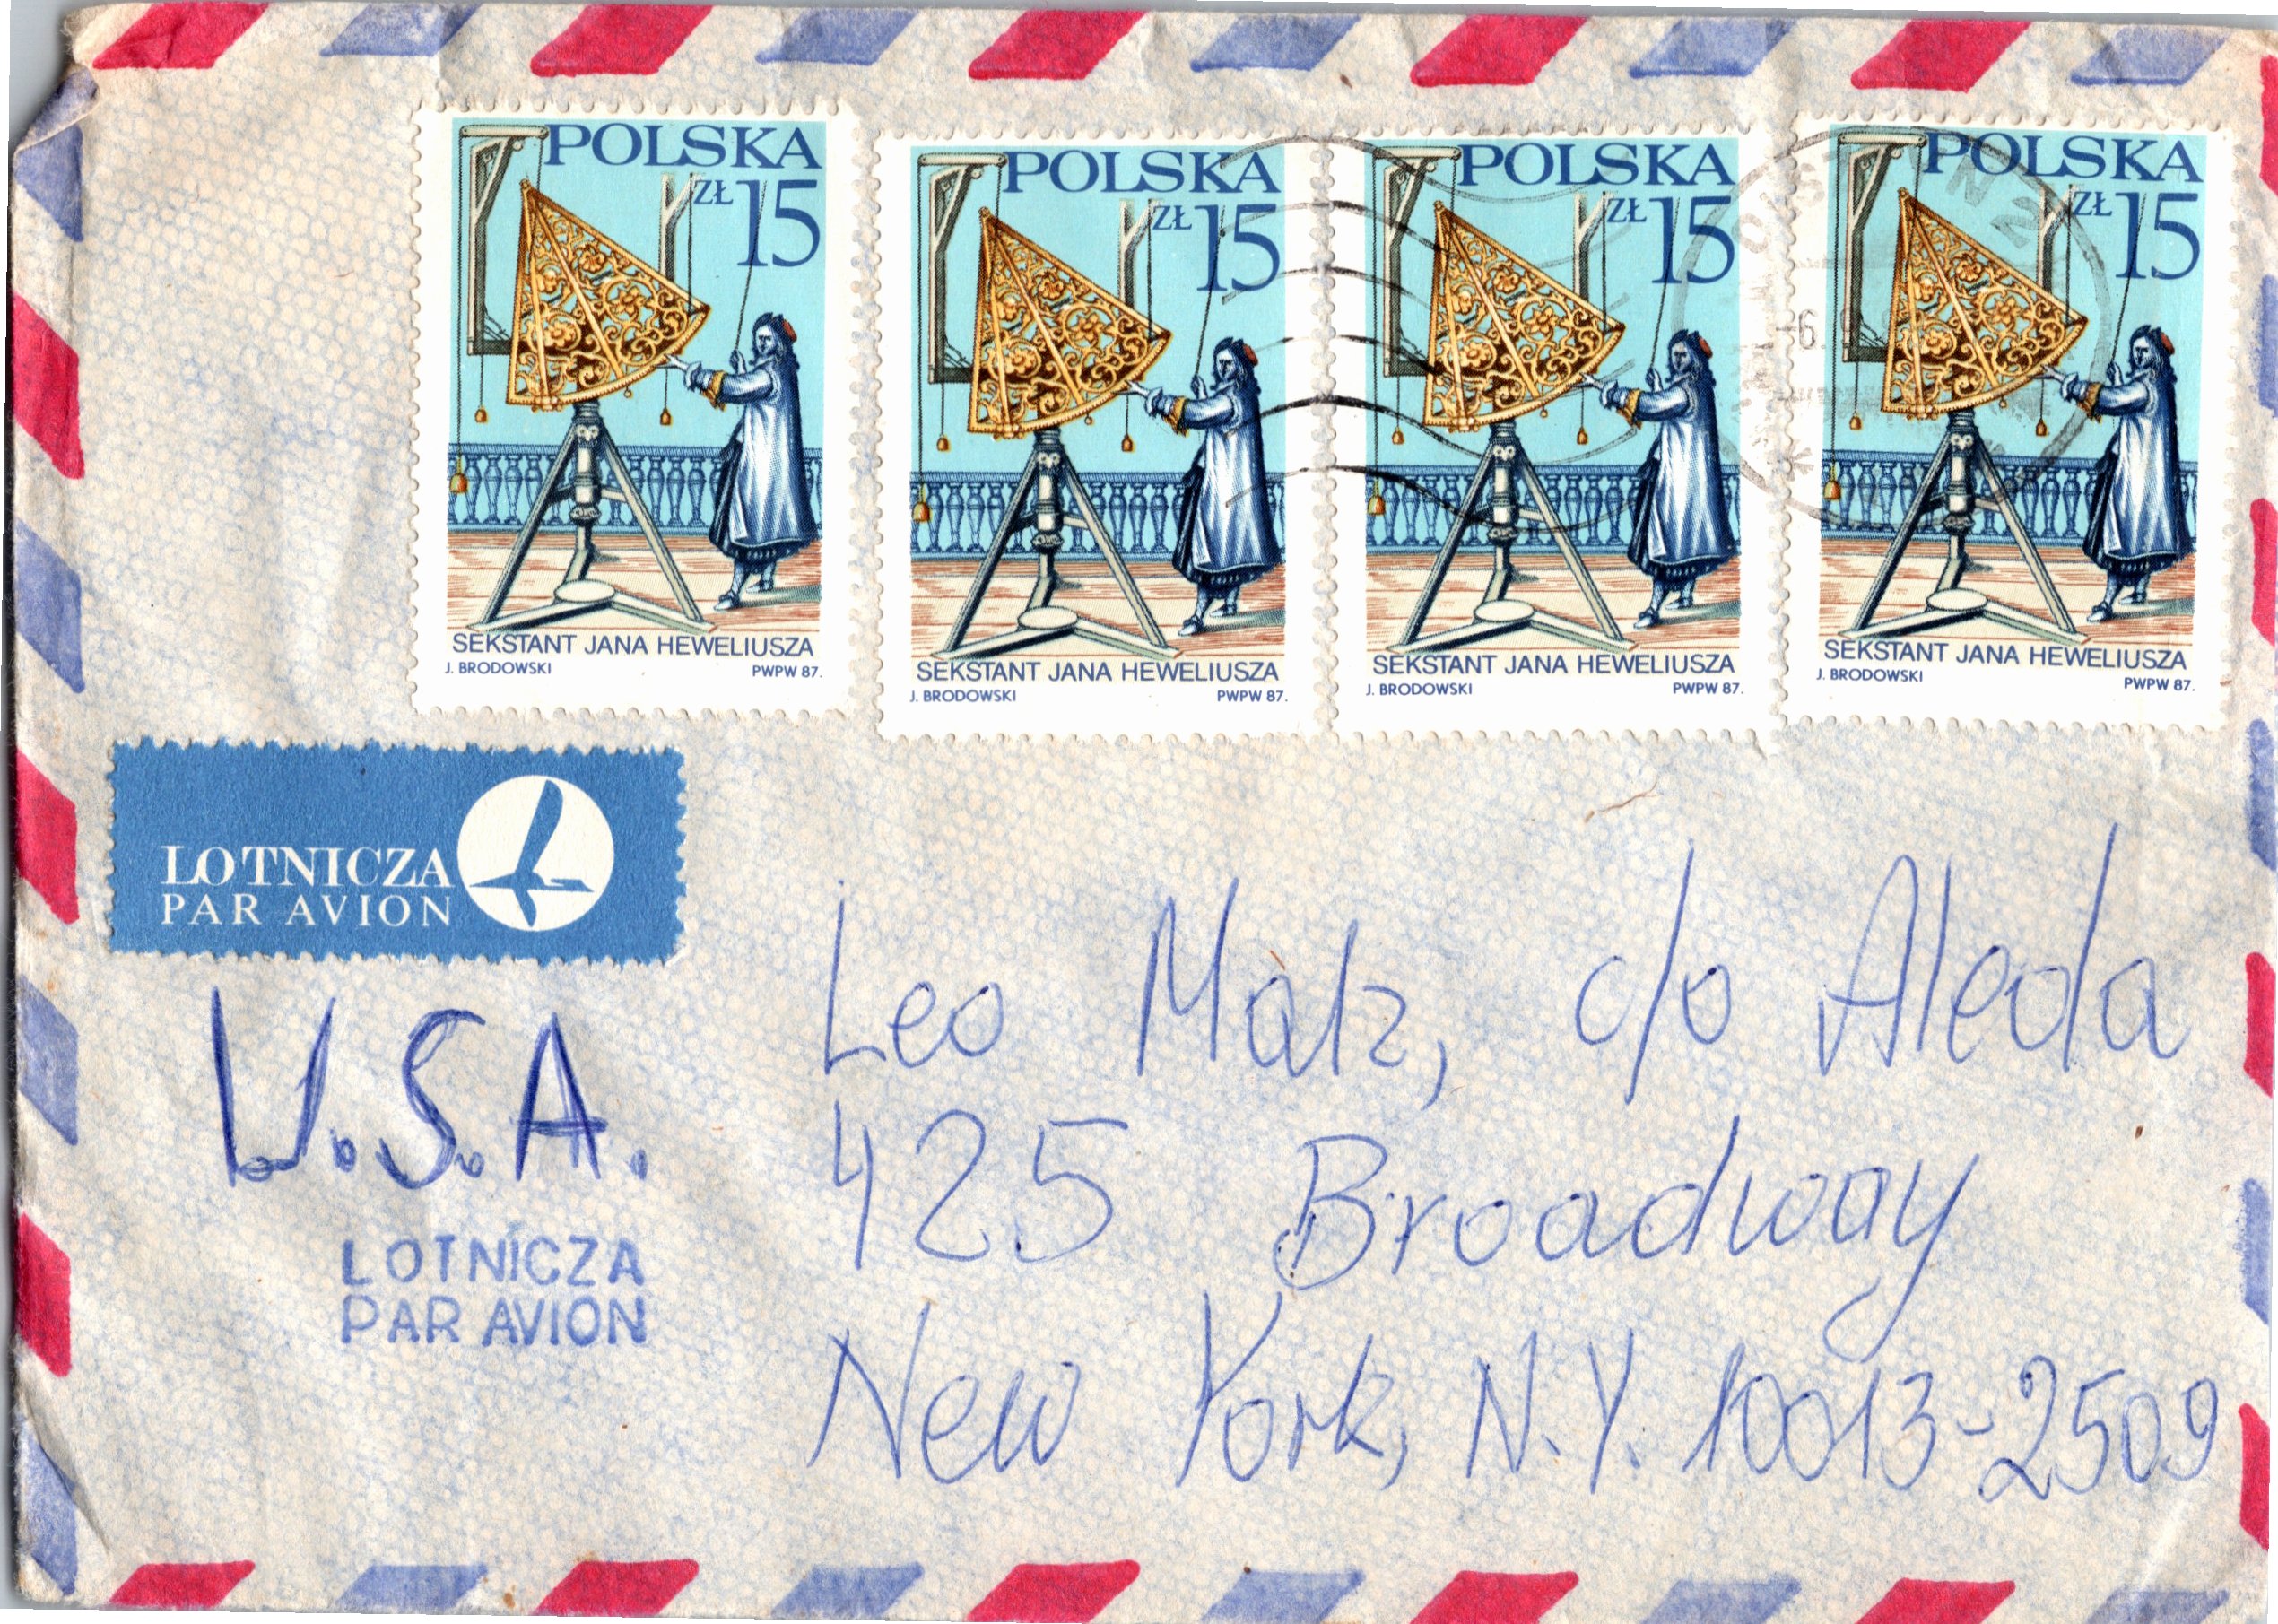 POLSKA
ZŁ 15
SEKSTANT JANA HEWELIUSZA
J. BRODOWSKI PWPW 87.
POLSKA
ZŁ 15
SEKSTANT JANA HEWELIUSZA
J. BRODOWSKI PWPW 87.
POLSKA
ZŁ 15
SEKSTANT JANA HEWELIUSZA
J. BRODOWSKI PWPW 87.
POLSKA
ZŁ 15
SEKSTANT JANA HEWELIUSZA
J. BRODOWSKI PWPW 87.
LOTNICZA
PAR AVION
U.S.A.
LOTNICZA
PAR AVION
Leo Malz, c/o Aleda
425 Broadway
New York, N.Y. 10013-2509